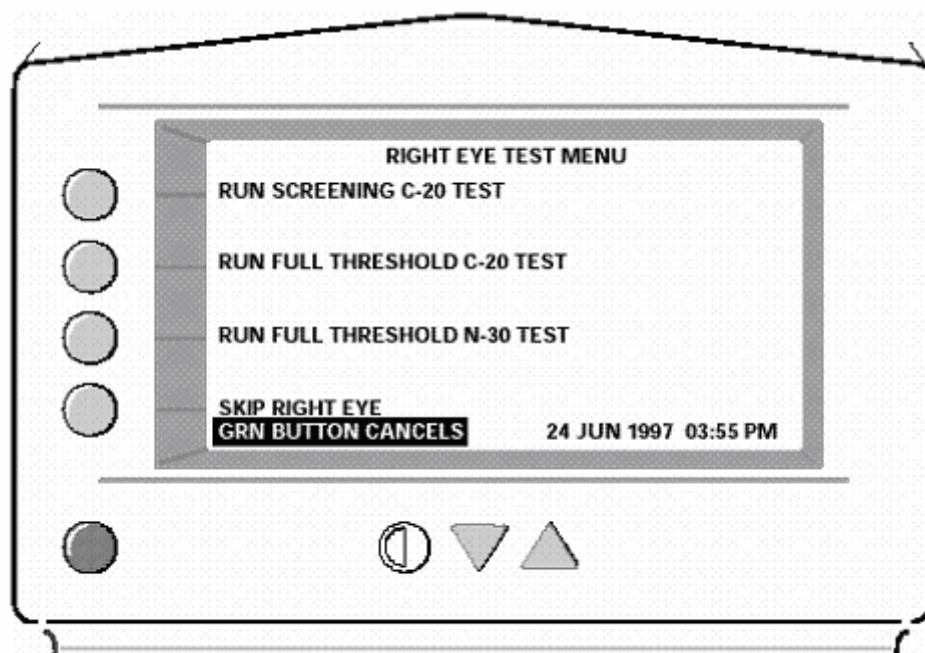 RIGHT EYE TEST MENU
RUN SCREENING C-20 TEST
RUN FULL THRESHOLD C-20 TEST
RUN FULL THRESHOLD N-30 TEST
SKIP RIGHT EYE
GRN BUTTON CANCELS 24 JUN 1997 03:55 PM